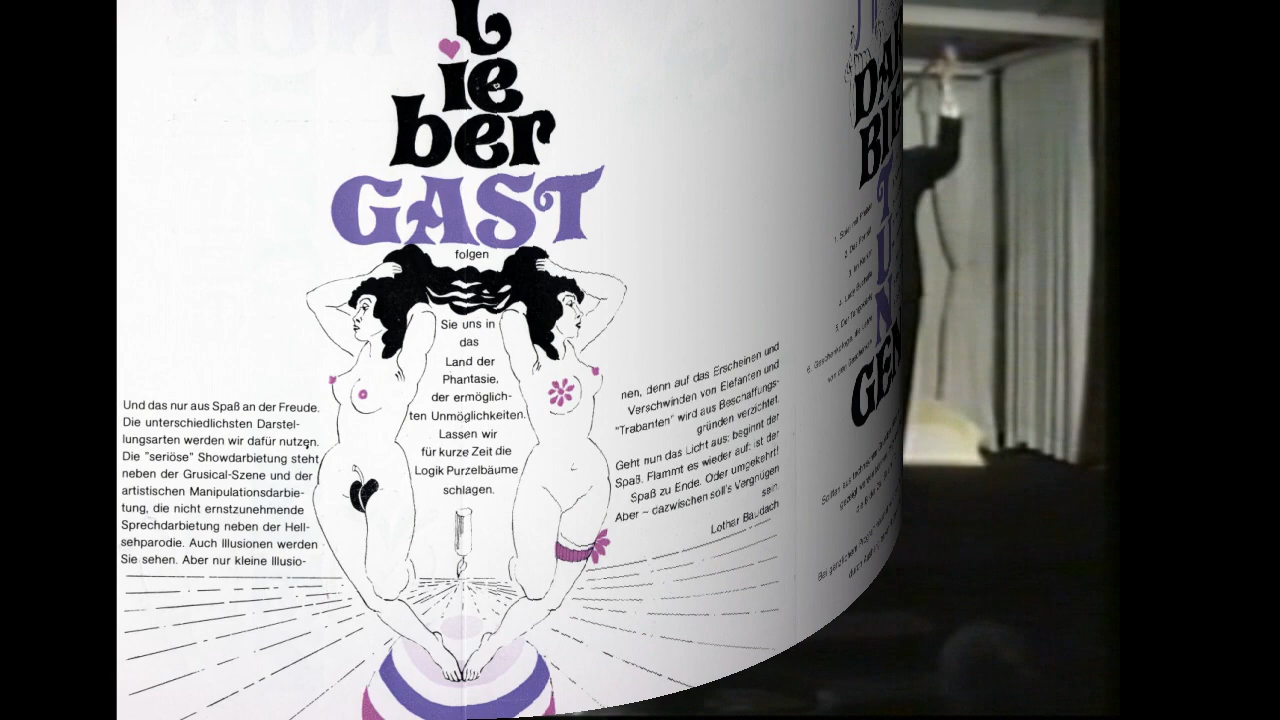 Lieber
GAST
folgen
Sie uns in
das
Land der
Phantasie,
der ermöglich-
ten Unmöglichkeiten.
Lassen wir
für kurze Zeit die
Logik Purzelbäume
schlagen.
Und das nur aus Spaß an der Freude.
Die unterschiedlichsten Darstel-
lungsarten werden wir dafür nutzen.
Die "seriöse" Showdarbietung steht
neben der Grusical-Szene und der
artistischen Manipulationsdarbie-
tung, die nicht ernstzunehmende
Sprechdarbietung neben der Hell-
sehparodie. Auch Illusionen werden
Sie sehen. Aber nur kleine Illusio-
nen, denn auf das Erscheinen und
Verschwinden von Elefanten und
"Trabanten" wird aus Beschaffungs-
gründen verzichtet.
Geht nun das Licht aus: beginnt der
Spaß. Flammt es wieder auf: ist der
Spaß zu Ende. Oder umgekehrt!
Aber – dazwischen soll's Vergnügen
sein.
Lothar Baudach
DAR
BIE
T
U
N
GEN